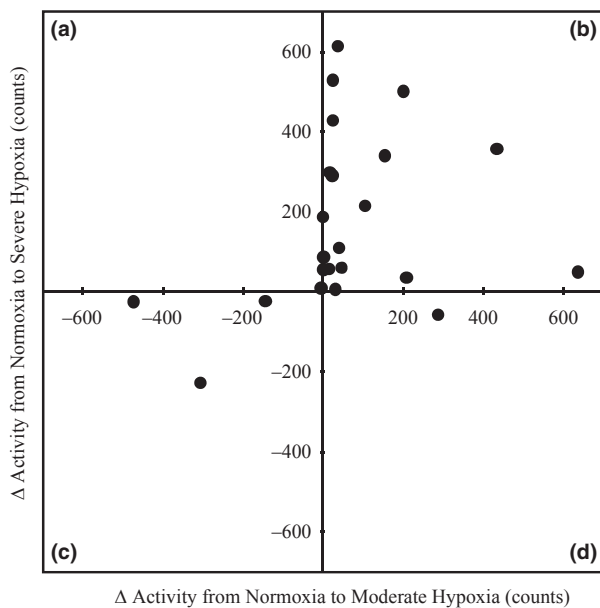 (a)
(b)
600
400
200
−600
−400
−200
200
400
600
−200
−400
−600
(c)
(d)
Δ Activity from Normoxia to Severe Hypoxia (counts)
Δ Activity from Normoxia to Moderate Hypoxia (counts)